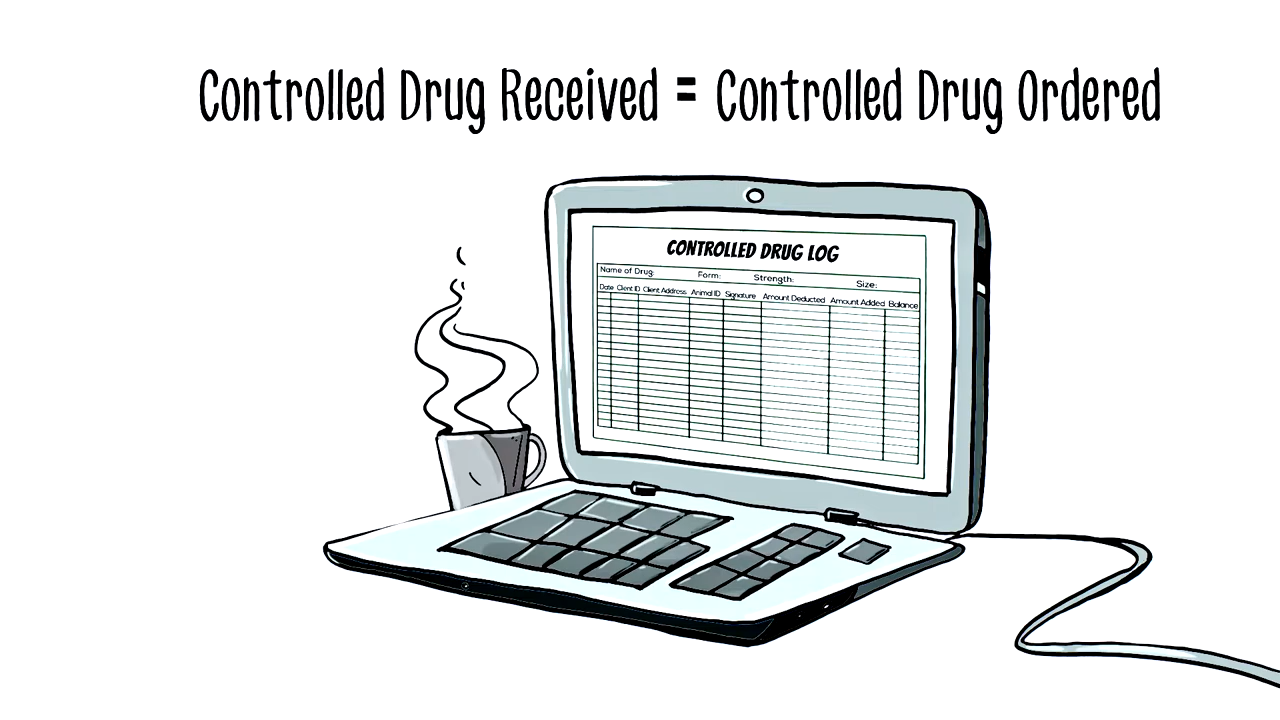 Controlled Drug Received = Controlled Drug Ordered
CONTROLLED DRUG LOG
Name of Drug: Form: Strength: Size:
Date Client ID Client Address Animal ID Signature Amount Deducted Amount Added Balance